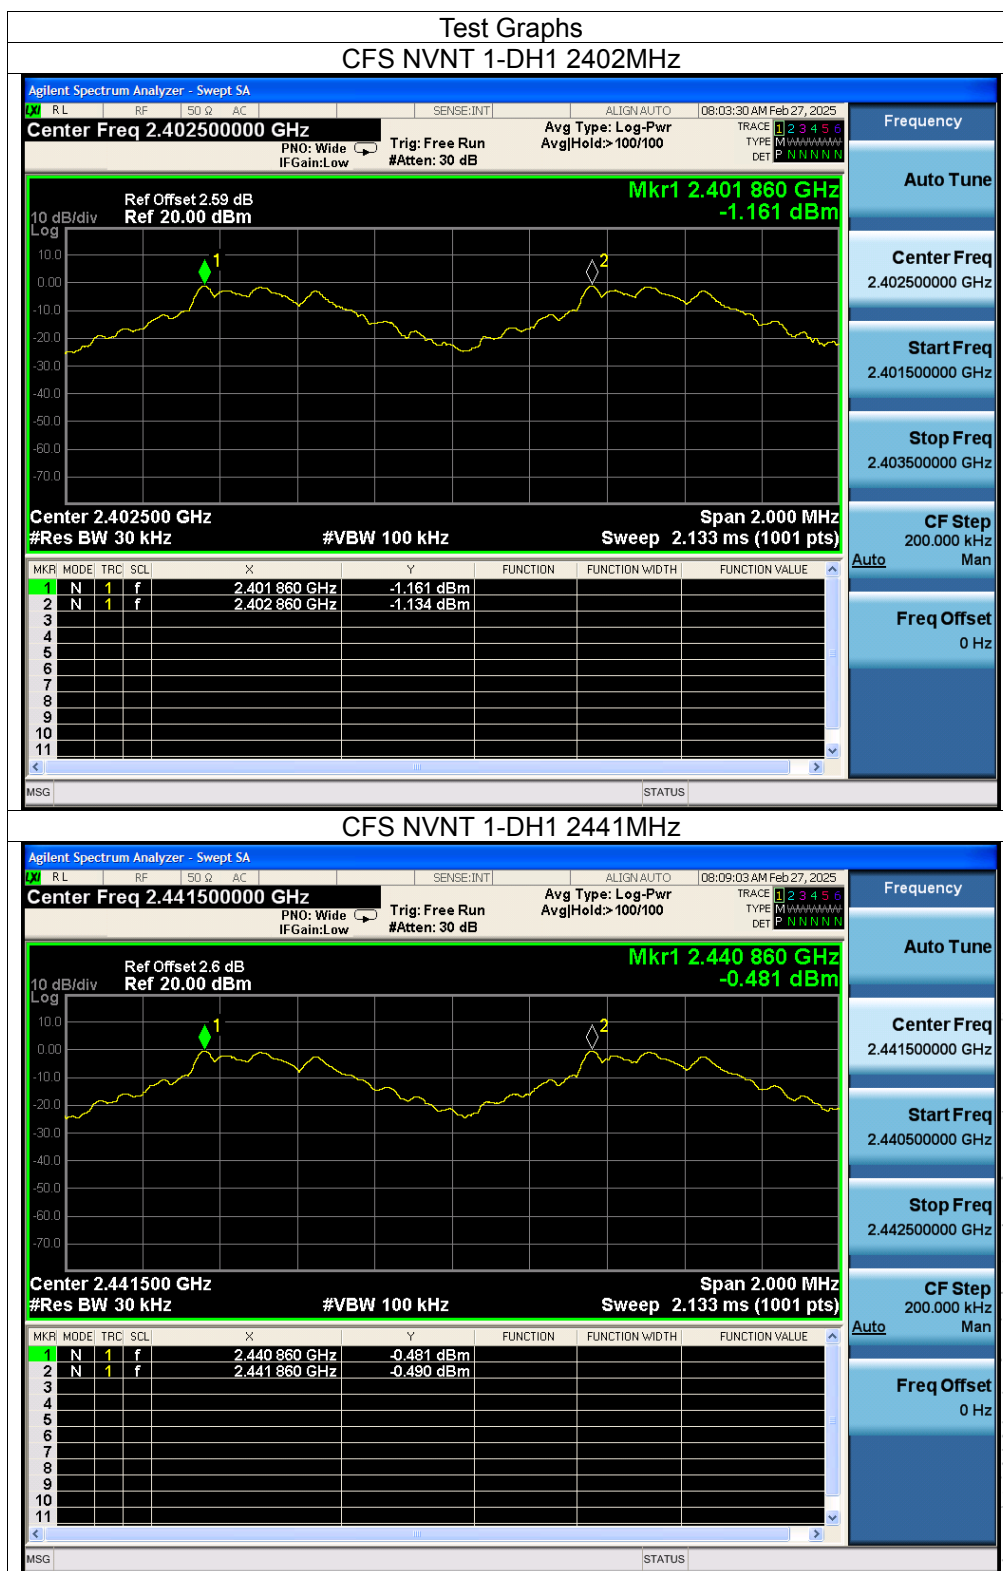 Test Graphs
CFS NVNT 1-DH1 2402MHz
Agilent Spectrum Analyzer - Swept SA
LXI RL RF 50 Ω AC SENSE:INT ALIGN AUTO 08:03:30 AM Feb 27, 2025
Center Freq 2.402500000 GHz
PNO: Wide
IFGain:Low
Trig: Free Run
#Atten: 30 dB
Avg Type: Log-Pwr
Avg|Hold:>100/100
TRACE 1 2 3 4 5 6
TYPE M
DET P N N N N N
Ref Offset 2.59 dB
10 dB/div Ref 20.00 dBm
Log
Mkr1 2.401 860 GHz
-1.161 dBm
1
2
10.0
0.00
-10.0
-20.0
-30.0
-40.0
-50.0
-60.0
-70.0
Center 2.402500 GHz Span 2.000 MHz
#Res BW 30 kHz #VBW 100 kHz Sweep 2.133 ms (1001 pts)
MKR MODE TRC SCL X Y FUNCTION FUNCTION WIDTH FUNCTION VALUE
1 N 1 f 2.401 860 GHz -1.161 dBm
2 N 1 f 2.402 860 GHz -1.134 dBm
3
4
5
6
7
8
9
10
11
MSG STATUS
Frequency
Auto Tune
Center Freq
2.402500000 GHz
Start Freq
2.401500000 GHz
Stop Freq
2.403500000 GHz
CF Step
200.000 kHz
Auto Man
Freq Offset
0 Hz
CFS NVNT 1-DH1 2441MHz
Agilent Spectrum Analyzer - Swept SA
LXI RL RF 50 Ω AC SENSE:INT ALIGN AUTO 08:09:03 AM Feb 27, 2025
Center Freq 2.441500000 GHz
PNO: Wide
IFGain:Low
Trig: Free Run
#Atten: 30 dB
Avg Type: Log-Pwr
Avg|Hold:>100/100
TRACE 1 2 3 4 5 6
TYPE M
DET P N N N N N
Ref Offset 2.6 dB
10 dB/div Ref 20.00 dBm
Log
Mkr1 2.440 860 GHz
-0.481 dBm
1
2
10.0
0.00
-10.0
-20.0
-30.0
-40.0
-50.0
-60.0
-70.0
Center 2.441500 GHz Span 2.000 MHz
#Res BW 30 kHz #VBW 100 kHz Sweep 2.133 ms (1001 pts)
MKR MODE TRC SCL X Y FUNCTION FUNCTION WIDTH FUNCTION VALUE
1 N 1 f 2.440 860 GHz -0.481 dBm
2 N 1 f 2.441 860 GHz -0.490 dBm
3
4
5
6
7
8
9
10
11
MSG STATUS
Frequency
Auto Tune
Center Freq
2.441500000 GHz
Start Freq
2.440500000 GHz
Stop Freq
2.442500000 GHz
CF Step
200.000 kHz
Auto Man
Freq Offset
0 Hz